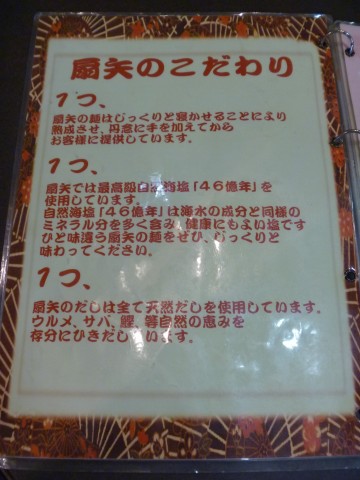 扇矢のこだわり
1つ、
扇矢の麺はじっくりと寝かせることにより
熟成させ、丹念に手を加えてから
お客様に提供しています。
1つ、
扇矢では最高級自然海塩「46億年」を
使用しています。
自然海塩「46億年」は海水の成分と同様の
ミネラル分を多く含み、健康にもよい塩です
ひと味違う扇矢の麺をぜひ、じっくりと
味わってください。
1つ、
扇矢のだしは全て天然だしを使用しています。
ウルメ、サバ、鰹、等自然の恵みを
存分にひきだしています。